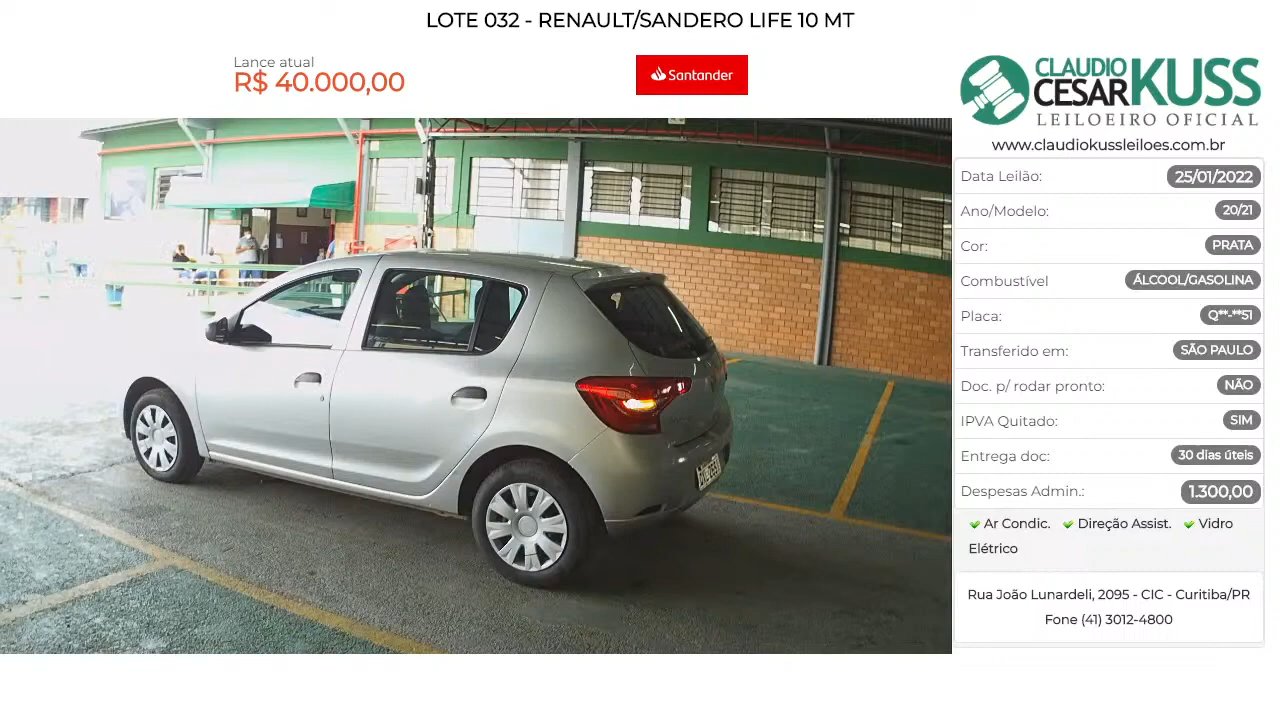 LOTE 032 - RENAULT/SANDERO LIFE 10 MT
Lance atual
R$ 40.000,00
Santander
CLAUDIO
CESAR
KUSS
LEILOEIRO OFICIAL
www.claudiokussleiloes.com.br
Data Leilão: 25/01/2022
Ano/Modelo: 20/21
Cor: PRATA
Combustível ÁLCOOL/GASOLINA
Placa: Q**-**51
Transferido em: SÃO PAULO
Doc. p/ rodar pronto: NÃO
IPVA Quitado: SIM
Entrega doc: 30 dias úteis
Despesas Admin.: 1.300,00
Ar Condic. Direção Assist. Vidro
Elétrico
Rua João Lunardeli, 2095 - CIC - Curitiba/PR
Fone (41) 3012-4800